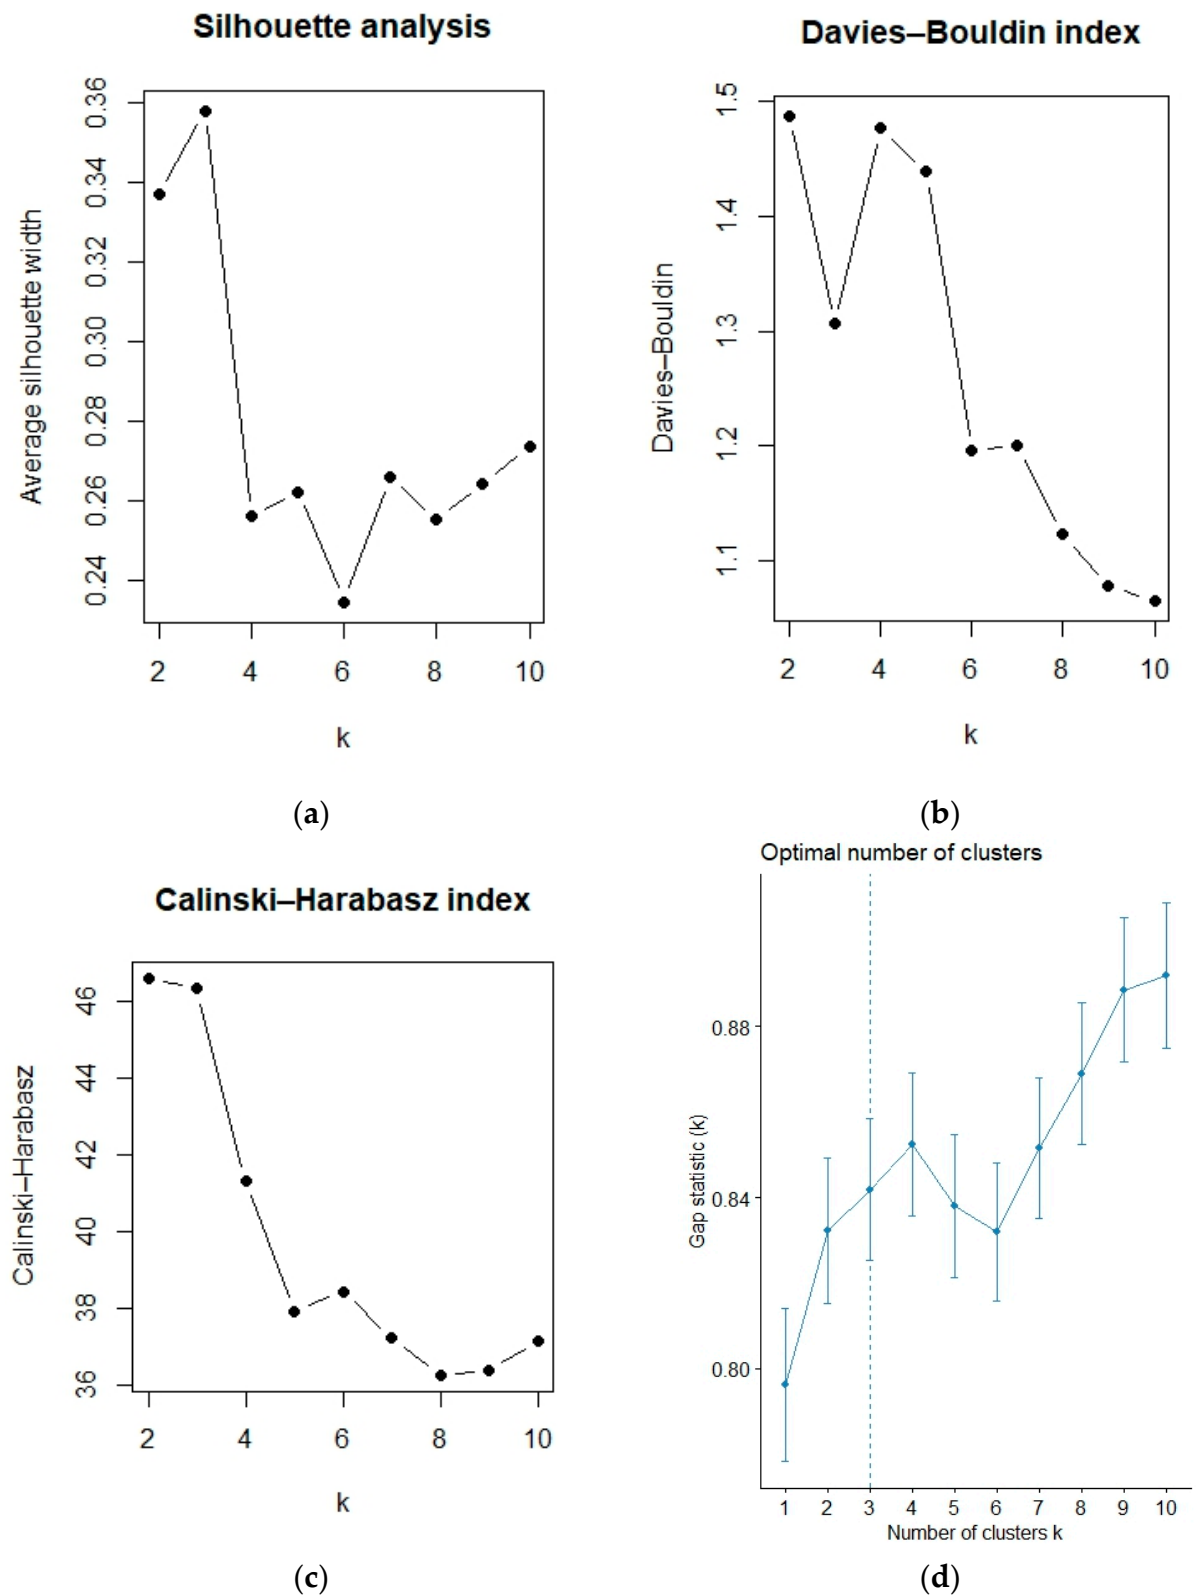 Silhouette analysis
Average silhouette width
0.36
0.34
0.32
0.30
0.28
0.26
0.24
2 4 6 8 10
k
(a)
Davies–Bouldin index
Davies–Bouldin
1.5
1.4
1.3
1.2
1.1
2 4 6 8 10
k
(b)
Calinski–Harabasz index
Calinski–Harabasz
46
44
42
40
38
36
2 4 6 8 10
k
(c)
Optimal number of clusters
Gap statistic (k)
0.88
0.84
0.80
1 2 3 4 5 6 7 8 9 10
Number of clusters k
(d)